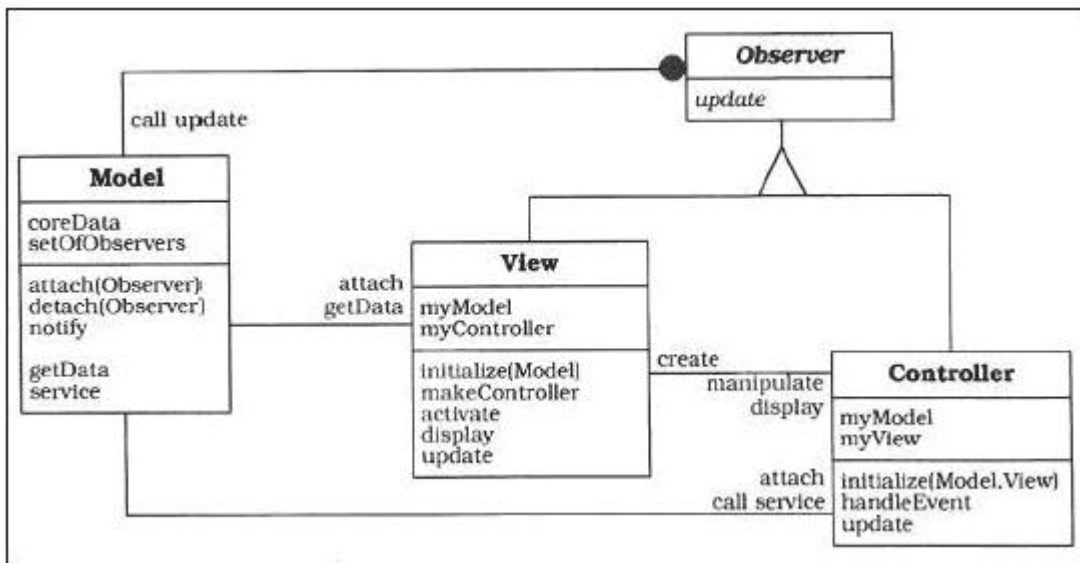 Observer
update
call update
Model
coreData
setOfObservers
attach(Observer)
detach(Observer)
notify
getData
service
attach
getData
View
myModel
myController
initialize(Model)
makeController
activate
display
update
create
manipulate
display
Controller
myModel
myView
attach
call service
initialize(Model,View)
handleEvent
update